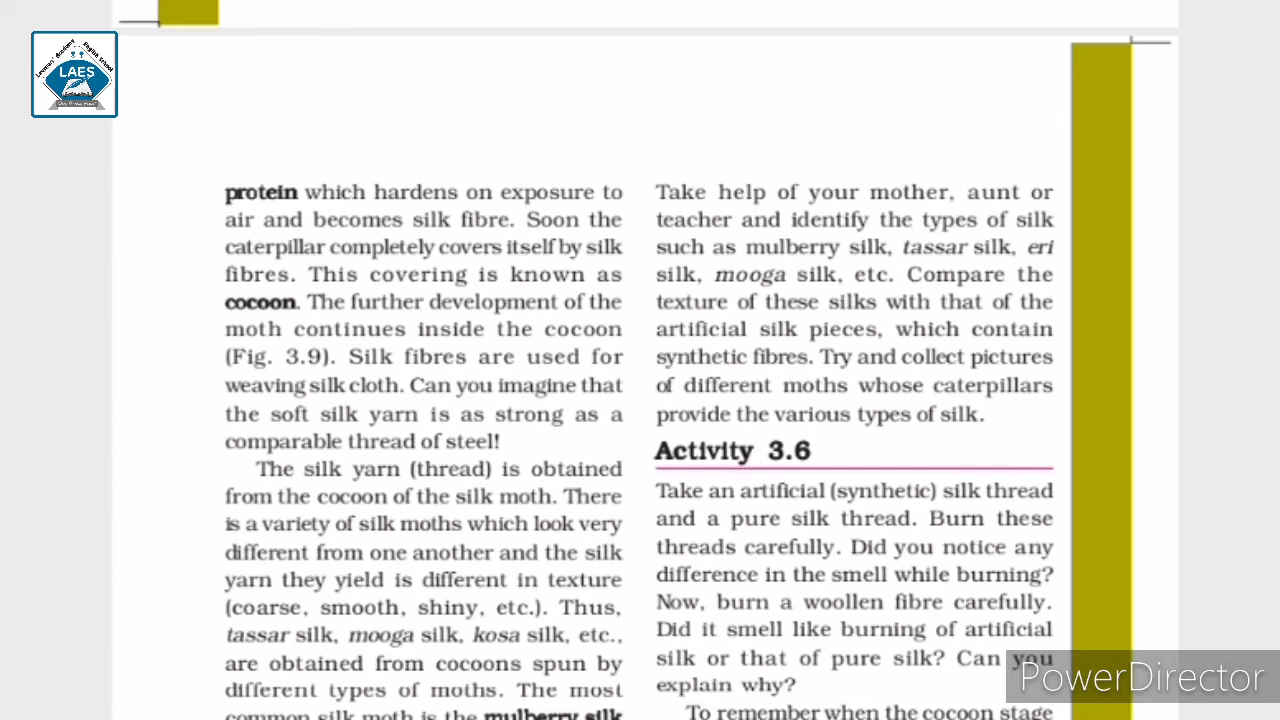 Learners' Academy English School
LAES
protein which hardens on exposure to
air and becomes silk fibre. Soon the
caterpillar completely covers itself by silk
fibres. This covering is known as
cocoon. The further development of the
moth continues inside the cocoon
(Fig. 3.9). Silk fibres are used for
weaving silk cloth. Can you imagine that
the soft silk yarn is as strong as a
comparable thread of steel!
The silk yarn (thread) is obtained
from the cocoon of the silk moth. There
is a variety of silk moths which look very
different from one another and the silk
yarn they yield is different in texture
(coarse, smooth, shiny, etc.). Thus,
tassar silk, mooga silk, kosa silk, etc.,
are obtained from cocoons spun by
different types of moths. The most
common silk moth is the mulberry silk
Take help of your mother, aunt or
teacher and identify the types of silk
such as mulberry silk, tassar silk, eri
silk, mooga silk, etc. Compare the
texture of these silks with that of the
artificial silk pieces, which contain
synthetic fibres. Try and collect pictures
of different moths whose caterpillars
provide the various types of silk.
Activity 3.6
Take an artificial (synthetic) silk thread
and a pure silk thread. Burn these
threads carefully. Did you notice any
difference in the smell while burning?
Now, burn a woollen fibre carefully.
Did it smell like burning of artificial
silk or that of pure silk? Can you
explain why?
To remember when the cocoon stage
PowerDirector